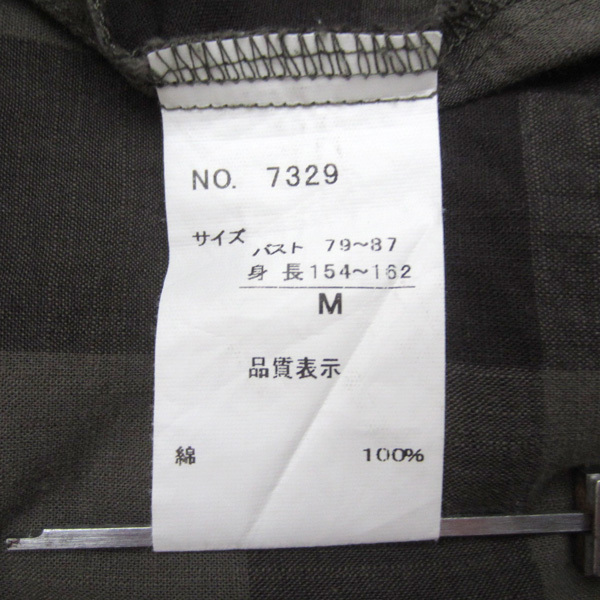 NO. 7329
サイズ バスト 79〜87
身 長154〜162
M
品質表示
綿 100%